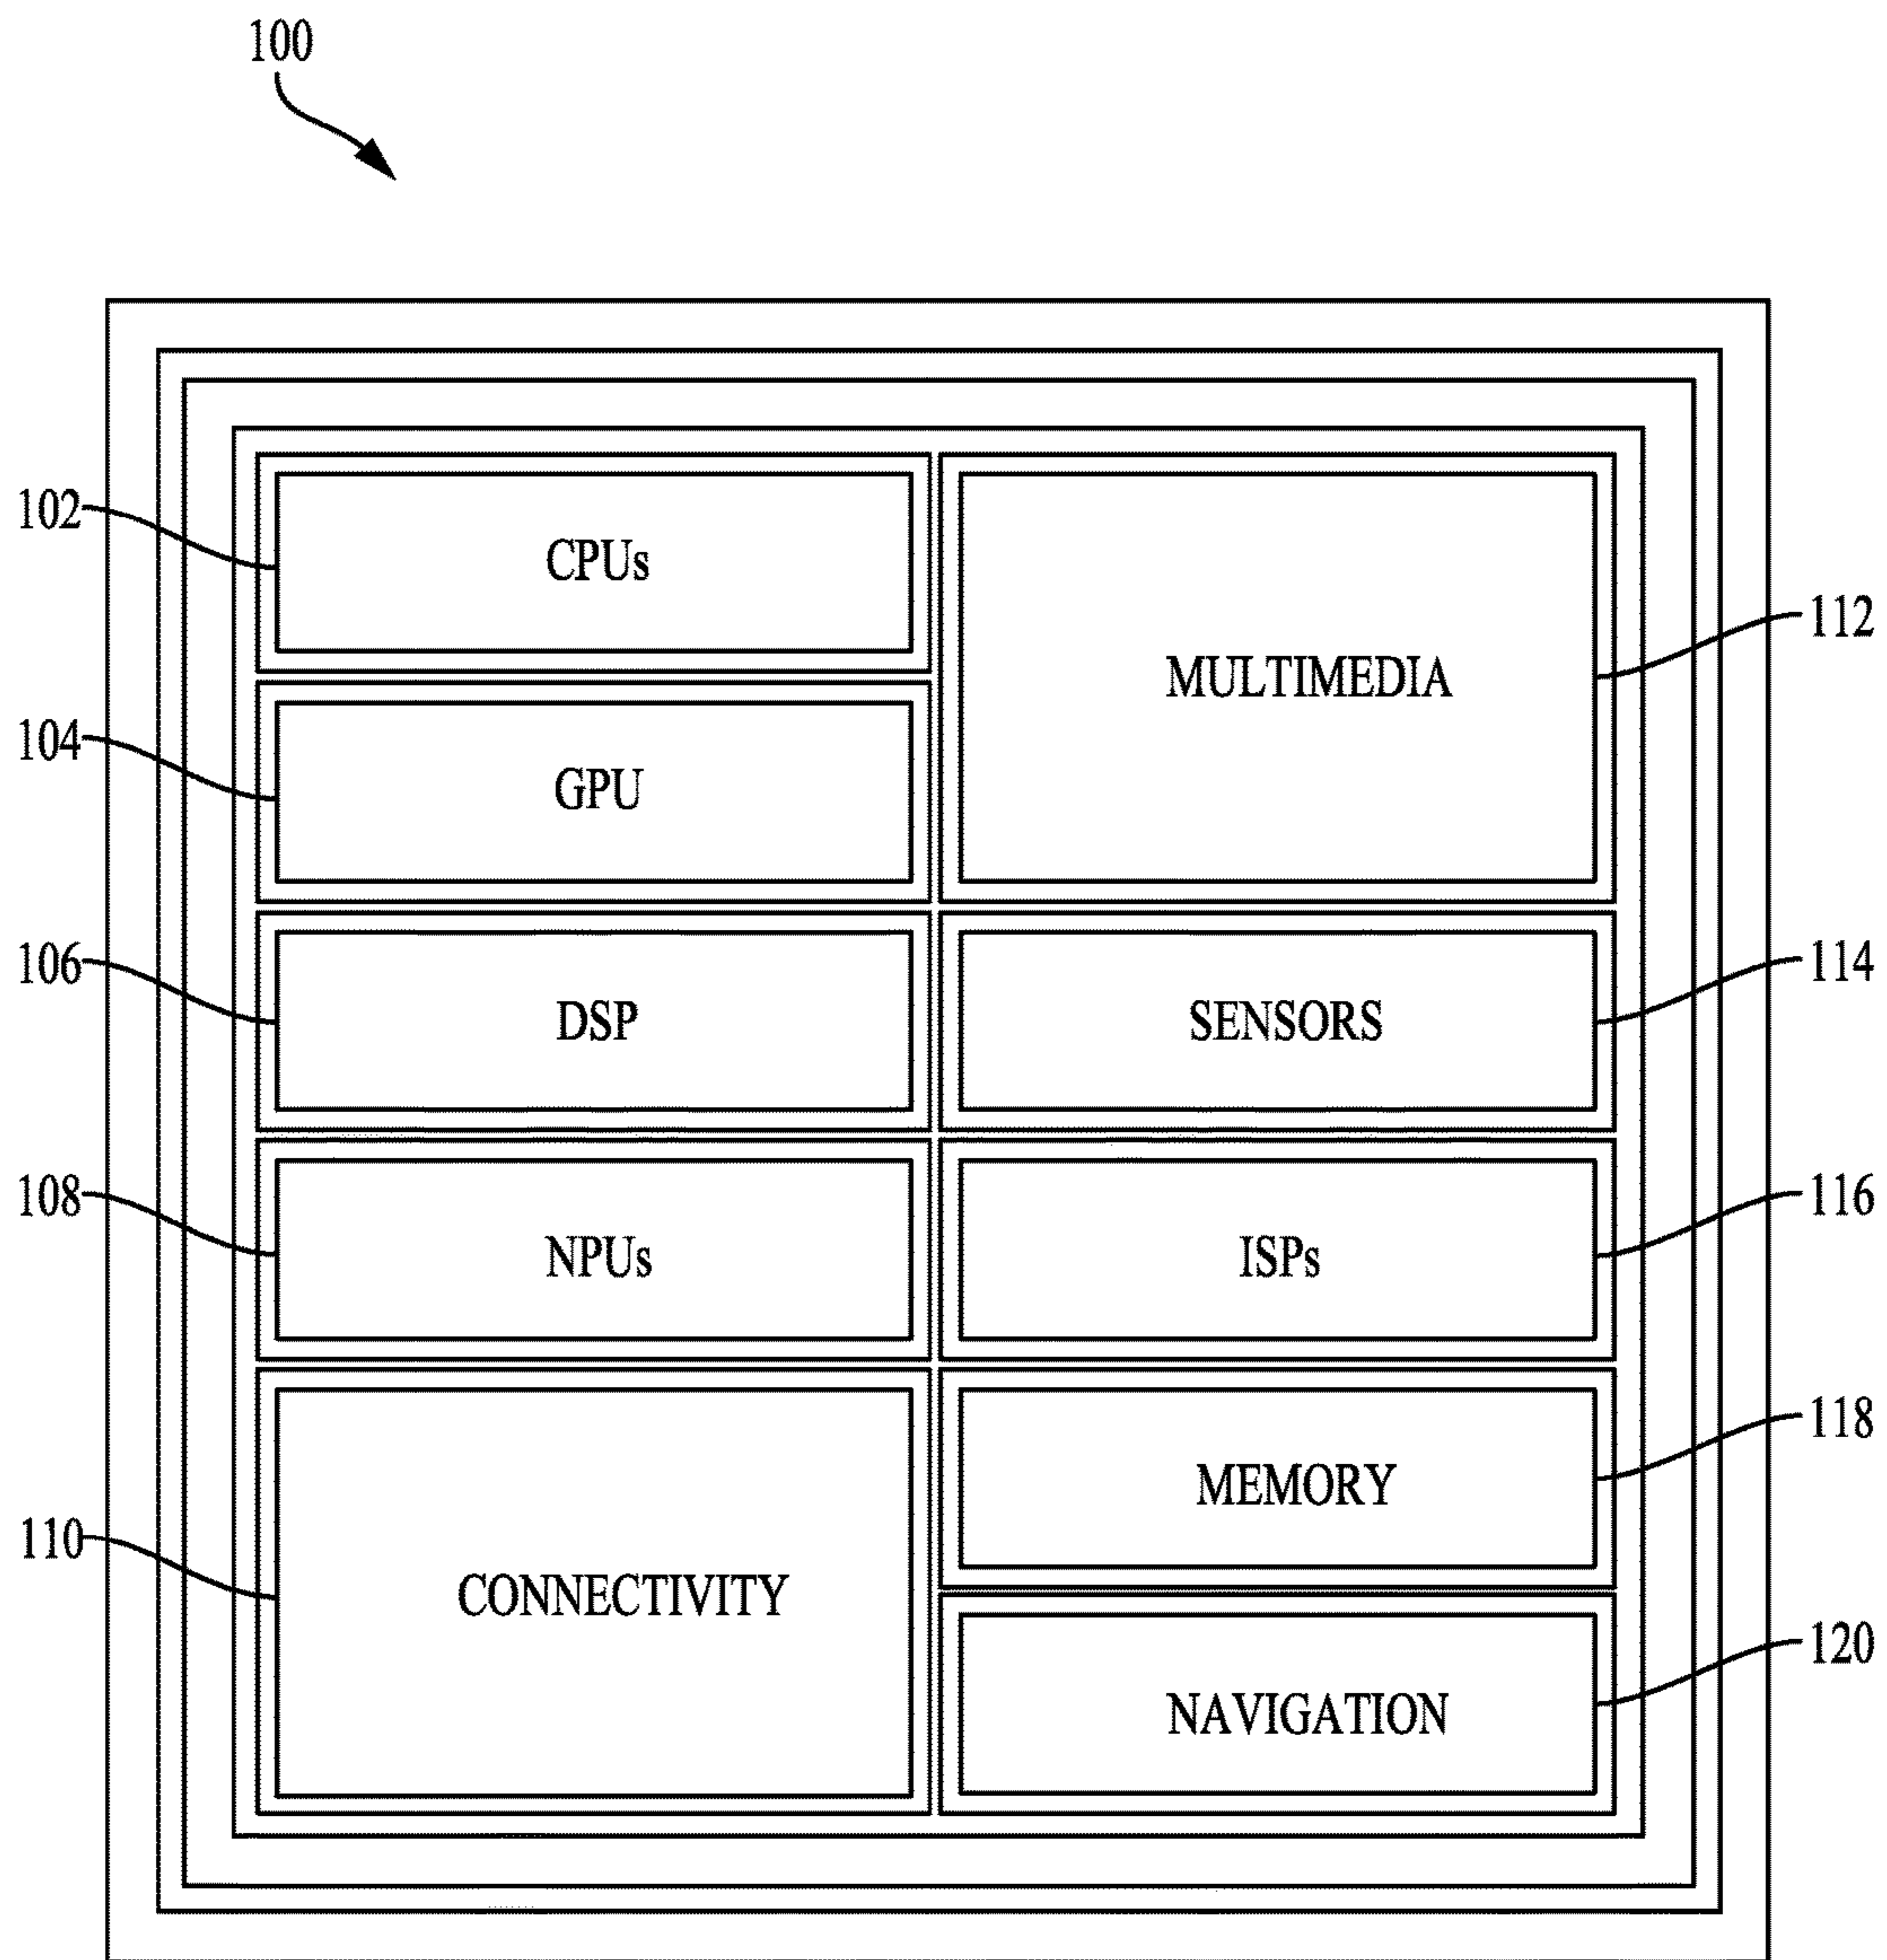 100
102
CPUs
MULTIMEDIA
112
104
GPU
106
DSP
SENSORS
114
108
NPUs
ISPs
116
110
CONNECTIVITY
MEMORY
118
NAVIGATION
120